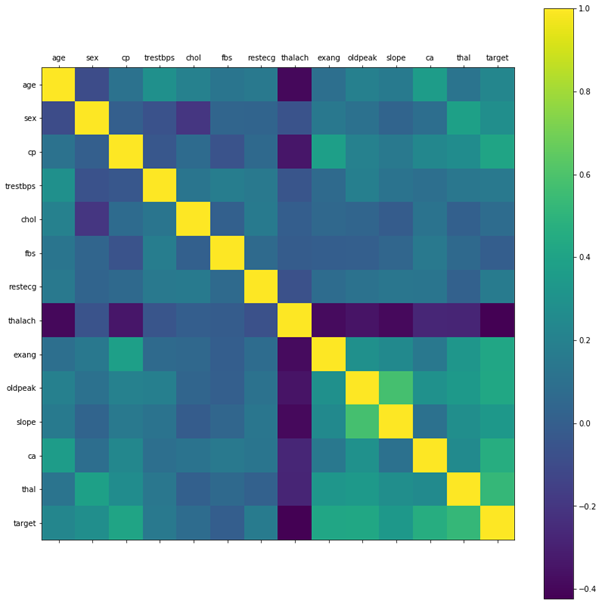 age sex cp trestbps chol fbs restecg thalach exang oldpeak slope ca thal target
age
sex
cp
trestbps
chol
fbs
restecg
thalach
exang
oldpeak
slope
ca
thal
target
1.0
0.8
0.6
0.4
0.2
0.0
−0.2
−0.4